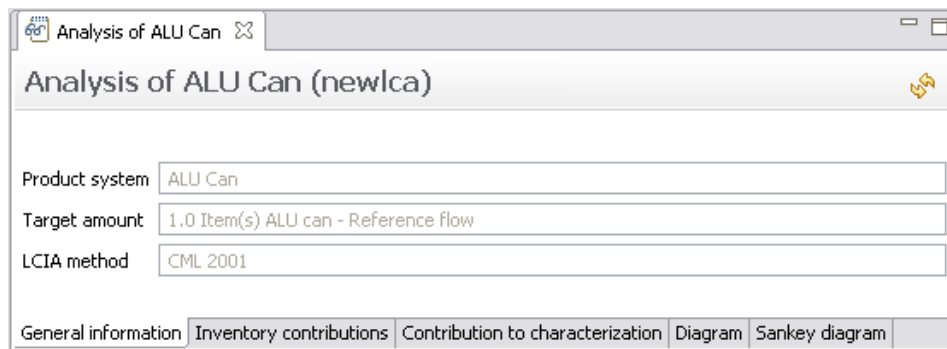 Analysis of ALU Can
Analysis of ALU Can (newlca)
Product system ALU Can
Target amount 1.0 Item(s) ALU can - Reference flow
LCIA method CML 2001
General information Inventory contributions Contribution to characterization Diagram Sankey diagram